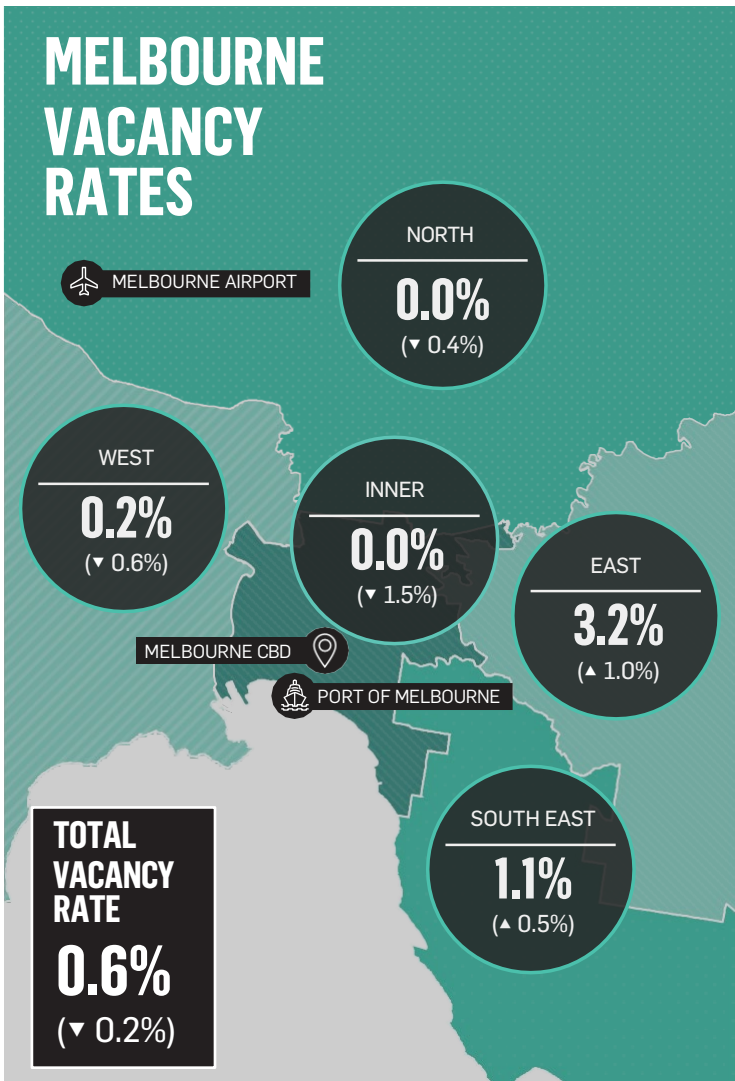 MELBOURNE
VACANCY
RATES
NORTH
0.0%
(▼ 0.4%)
MELBOURNE AIRPORT
WEST
0.2%
(▼ 0.6%)
INNER
0.0%
(▼ 1.5%)
EAST
3.2%
(▲ 1.0%)
MELBOURNE CBD
PORT OF MELBOURNE
SOUTH EAST
1.1%
(▲ 0.5%)
TOTAL
VACANCY
RATE
0.6%
(▼ 0.2%)